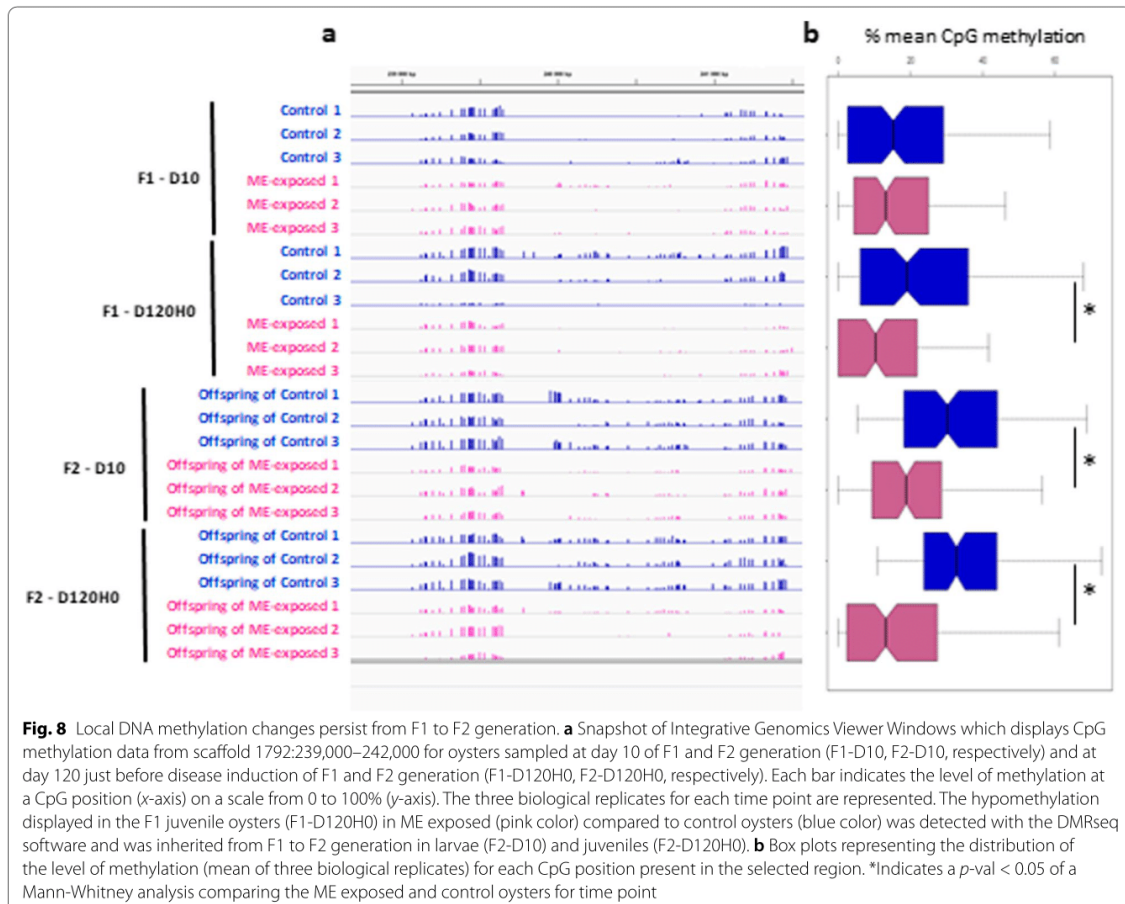 a
b
% mean CpG methylation
0 20 40 60
F1 - D10
Control 1
Control 2
Control 3
ME-exposed 1
ME-exposed 2
ME-exposed 3
F1 - D120H0
Control 1
Control 2
Control 3
ME-exposed 1
ME-exposed 2
ME-exposed 3
*
F2 - D10
Offspring of Control 1
Offspring of Control 2
Offspring of Control 3
Offspring of ME-exposed 1
Offspring of ME-exposed 2
Offspring of ME-exposed 3
*
F2 - D120H0
Offspring of Control 1
Offspring of Control 2
Offspring of Control 3
Offspring of ME-exposed 1
Offspring of ME-exposed 2
Offspring of ME-exposed 3
*
Fig. 8 Local DNA methylation changes persist from F1 to F2 generation. a Snapshot of Integrative Genomics Viewer Windows which displays CpG
methylation data from scaffold 1792:239,000–242,000 for oysters sampled at day 10 of F1 and F2 generation (F1-D10, F2-D10, respectively) and at
day 120 just before disease induction of F1 and F2 generation (F1-D120H0, F2-D120H0, respectively). Each bar indicates the level of methylation at
a CpG position (x-axis) on a scale from 0 to 100% (y-axis). The three biological replicates for each time point are represented. The hypomethylation
displayed in the F1 juvenile oysters (F1-D120H0) in ME exposed (pink color) compared to control oysters (blue color) was detected with the DMRseq
software and was inherited from F1 to F2 generation in larvae (F2-D10) and juveniles (F2-D120H0). b Box plots representing the distribution of
the level of methylation (mean of three biological replicates) for each CpG position present in the selected region. *Indicates a p-val < 0.05 of a
Mann-Whitney analysis comparing the ME exposed and control oysters for time point